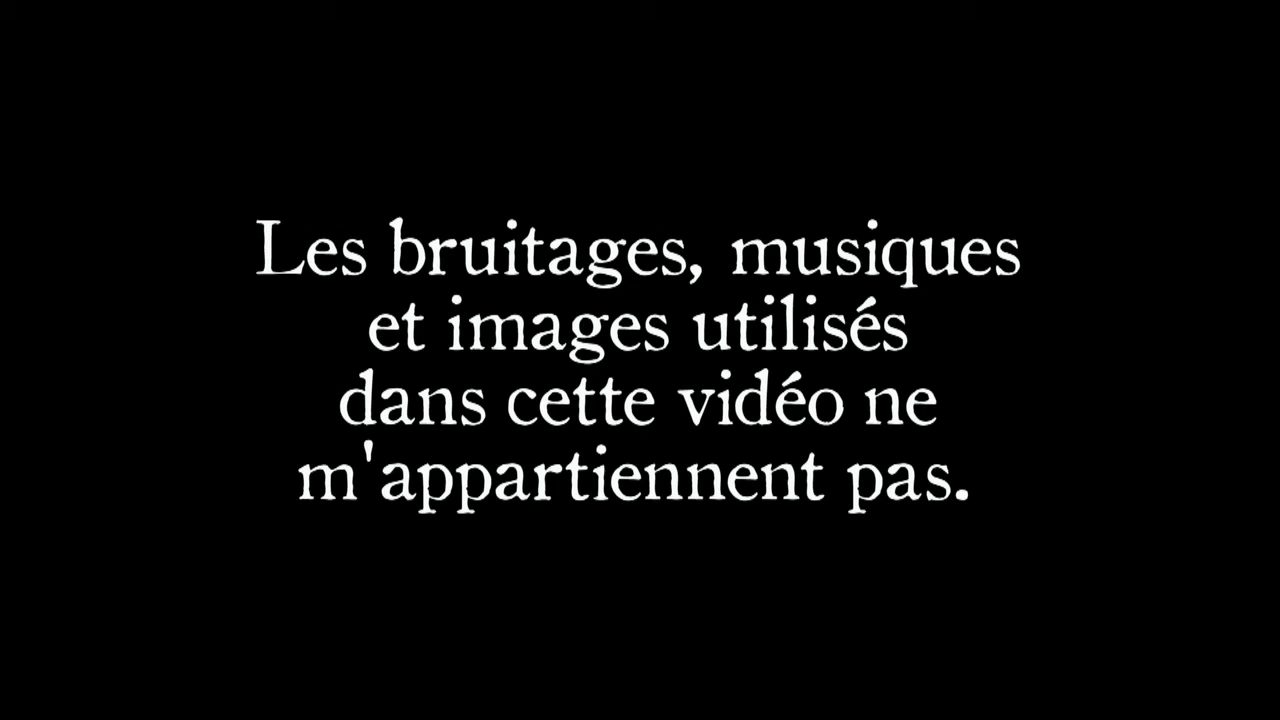 Les bruitages, musiques
et images utilisés
dans cette vidéo ne
m'appartiennent pas.